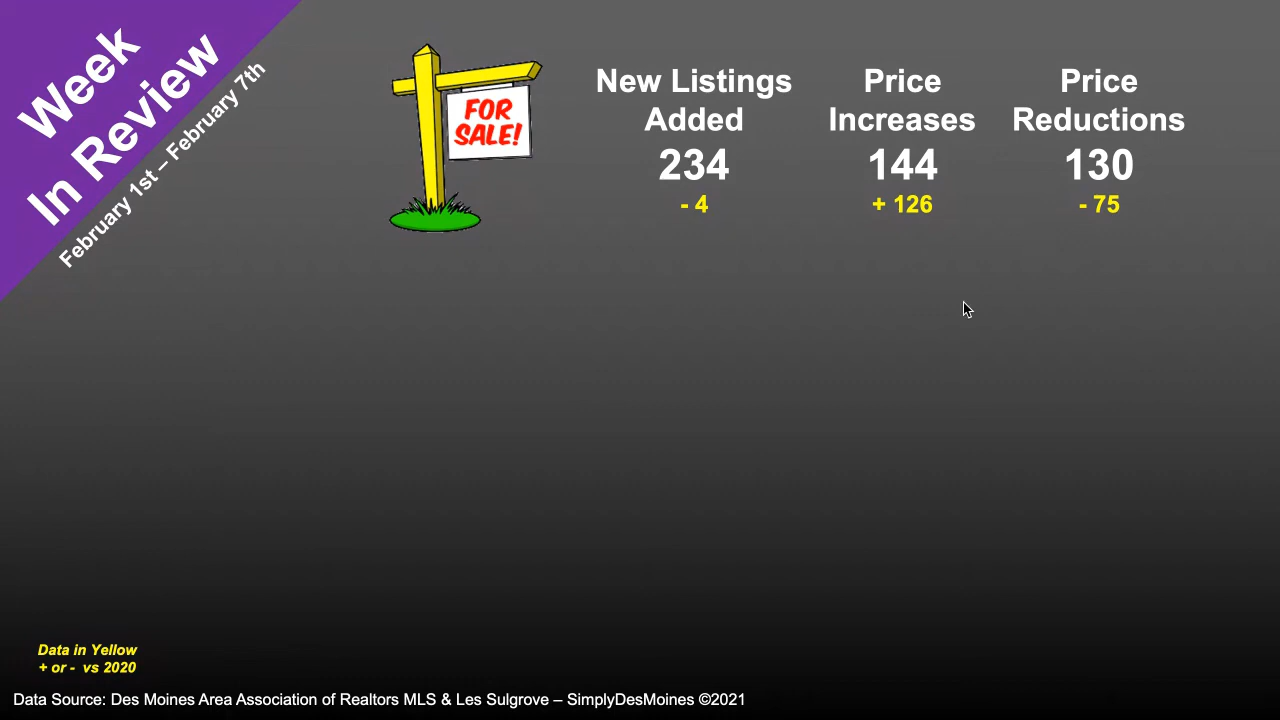 Week
In Review
February 1st – February 7th
FOR
SALE!
New Listings
Added
234
- 4
Price
Increases
144
+ 126
Price
Reductions
130
- 75
Data in Yellow
+ or - vs 2020
Data Source: Des Moines Area Association of Realtors MLS & Les Sulgrove – SimplyDesMoines ©2021